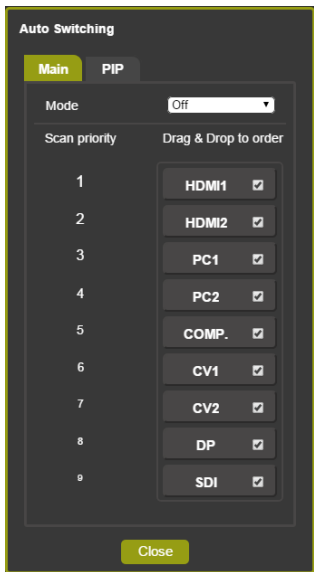 Auto Switching
Main PIP
Mode Off
Scan priority Drag & Drop to order
1 HDMI1
2 HDMI2
3 PC1
4 PC2
5 COMP.
6 CV1
7 CV2
8 DP
9 SDI
Close